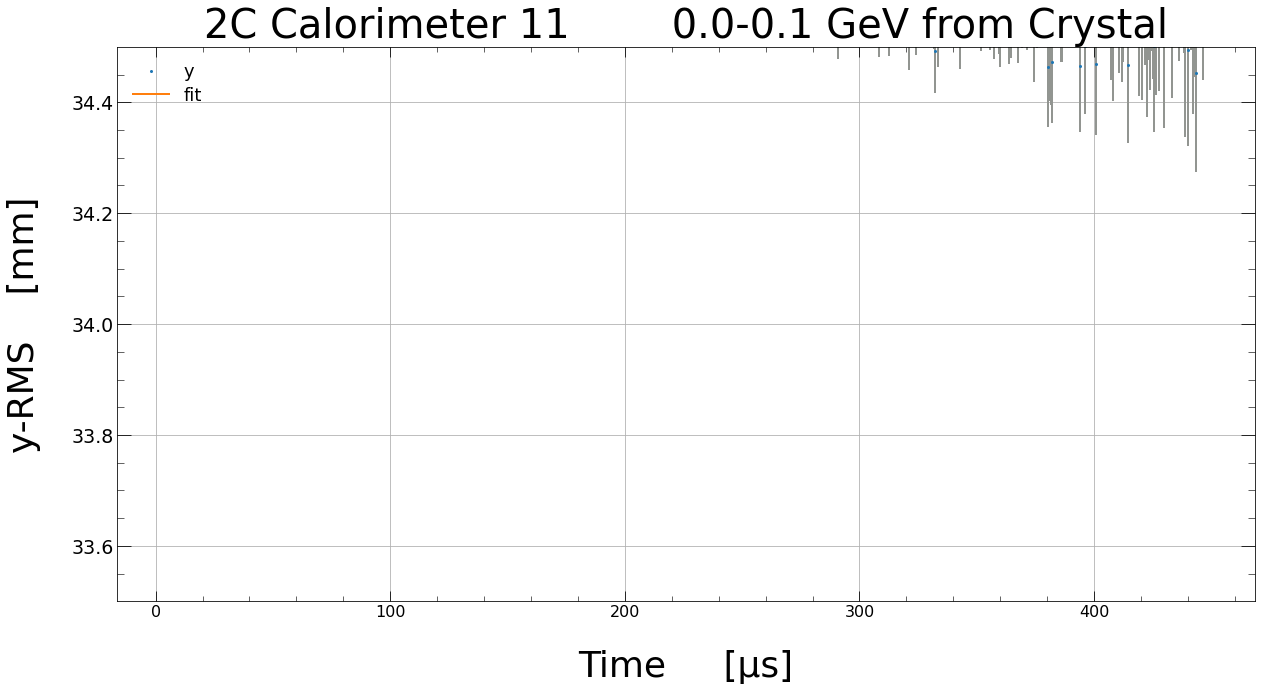 2C Calorimeter 11 0.0-0.1 GeV from Crystal
y
fit
y-RMS [mm]
34.4
34.2
34.0
33.8
33.6
0 100 200 300 400
Time [µs]